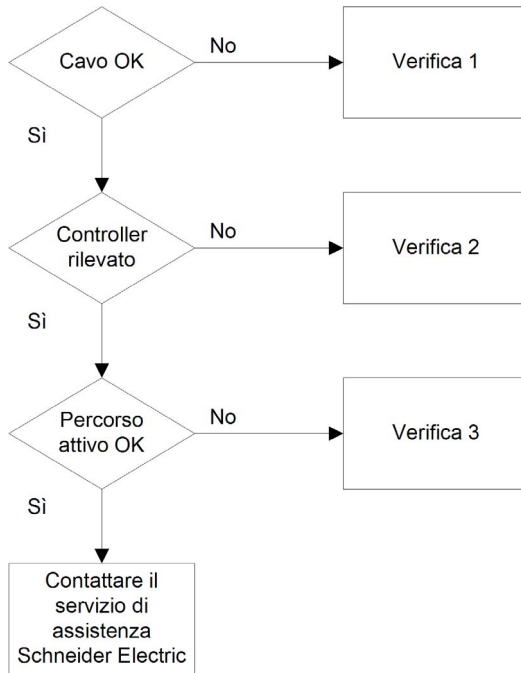 Cavo OK
No
Verifica 1
Sì
Controller
rilevato
No
Verifica 2
Sì
Percorso
attivo OK
No
Verifica 3
Sì
Contattare il
servizio di
assistenza
Schneider Electric